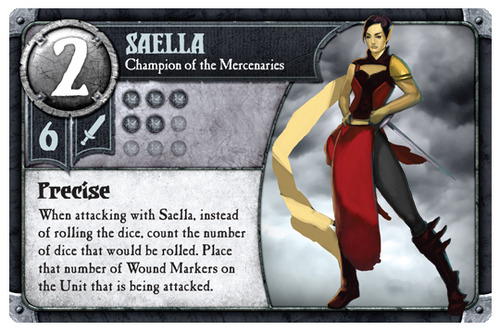 2
SAELLA
Champion of the Mercenaries
6
Precise
When attacking with Saella, instead
of rolling the dice, count the number
of dice that would be rolled. Place
that number of Wound Markers on
the Unit that is being attacked.